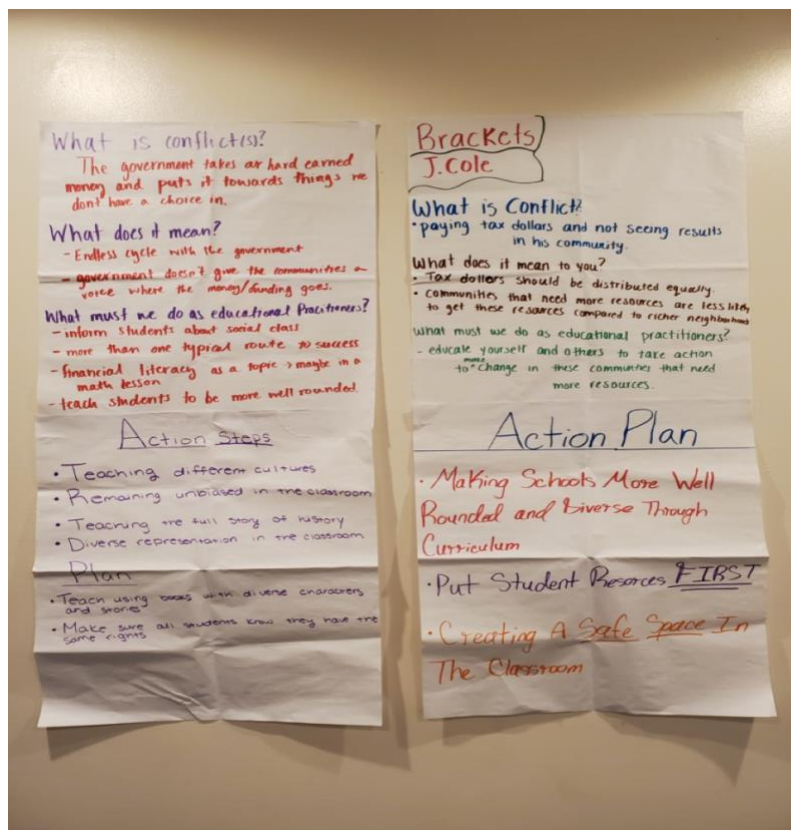 What is conflict(s)?
The government takes ar hard earned
money and puts it towards things we
dont have a choice in.
What does it mean?
- Endless cycle with the government
- government doesn't give the communities a
voice where the money/funding goes.
What must we do as educational Practitioners?
- inform students about social class
- more than one typical route to success
- financial literacy as a topic → maybe in a
math lesson
- teach students to be more well rounded.
Action Steps
• Teaching different cultures
• Remaining unbiased in the classroom
• Teaching the full story of history
• Diverse representation in the classroom
Plan
• Teach using books with diverse characters
and stories
• Make sure all students know they have the
same rights
Brackets
J. Cole
What is Conflict?
• paying tax dollars and not seeing results
in his community.
What does it mean to you?
• Tax dollars should be distributed equally.
• Communities that need more resources are less likely
to get these resources compared to richer neighborhood
What must we do as educational practitioners?
- educate yourself and others to take action
to make change in these communities that need
more resources.
Action Plan
• Making Schools More Well
Rounded and Diverse Through
Curriculum
• Put Student Resorces FIRST
• Creating A Safe Space In
The Classroom